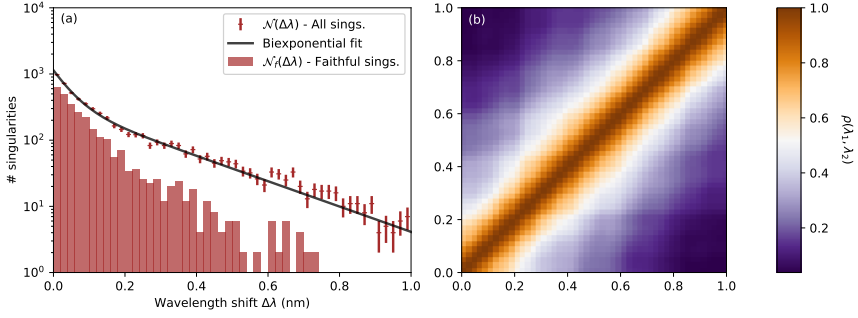 (a)
𝒩(Δλ) - All sings.
Biexponential fit
𝒩_f(Δλ) - Faithful sings.
10⁴
10³
10²
10¹
10⁰
# singularities
0.0 0.2 0.4 0.6 0.8 1.0
Wavelength shift Δλ (nm)
(b)
1.0
0.8
0.6
0.4
0.2
0.0
0.0 0.2 0.4 0.6 0.8 1.0
1.0
0.8
0.6
0.4
0.2
ρ(λ₁, λ₂)